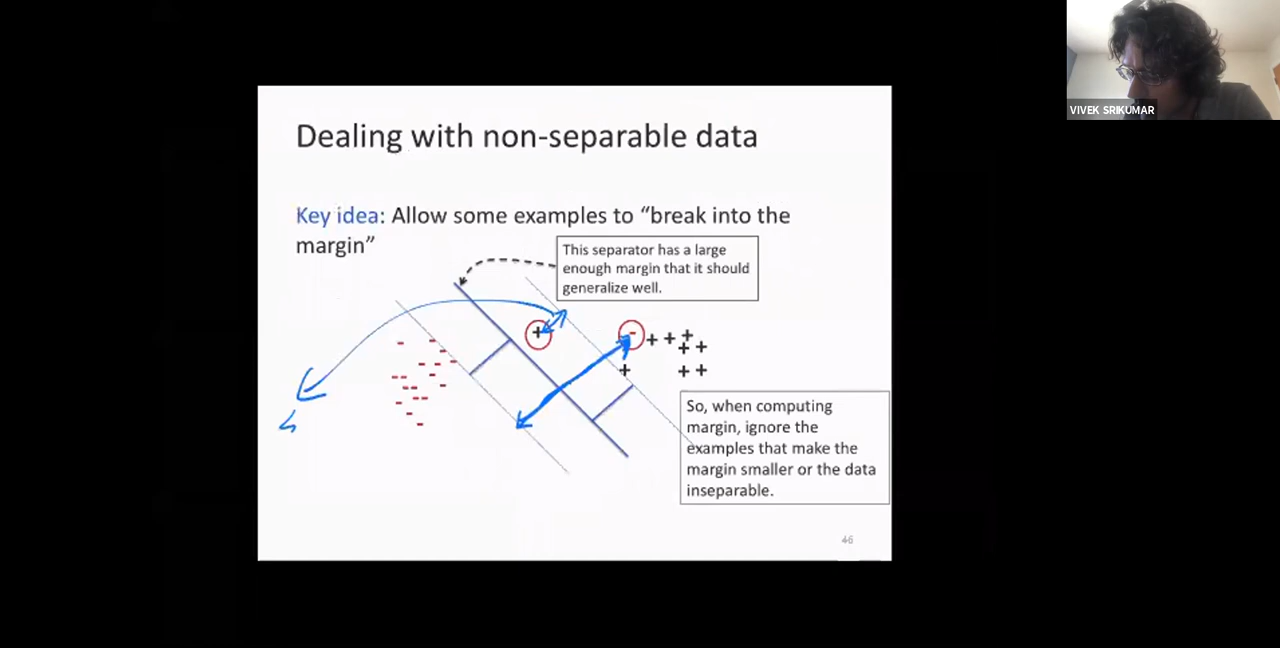 VIVEK SRIKUMAR
Dealing with non-separable data
Key idea: Allow some examples to “break into the
margin”
This separator has a large
enough margin that it should
generalize well.
So, when computing
margin, ignore the
examples that make the
margin smaller or the data
inseparable.
46